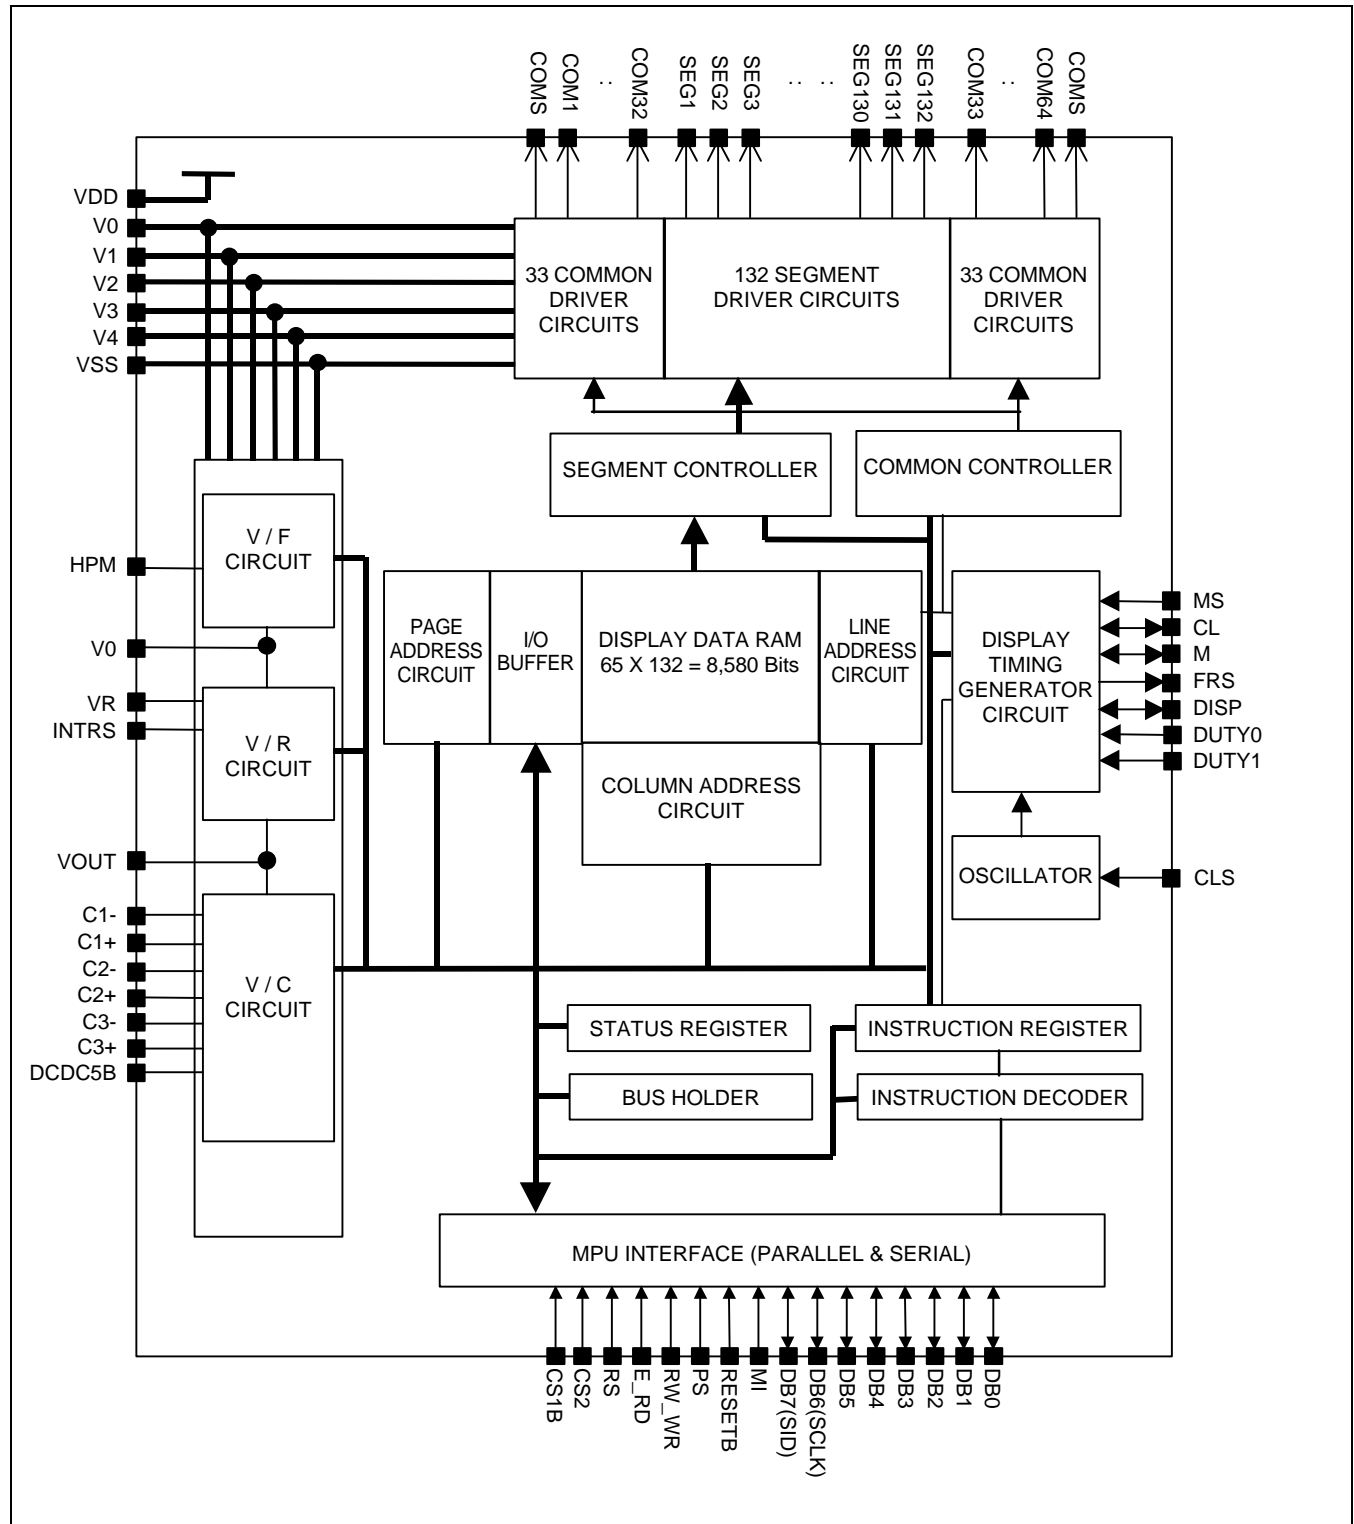 COMS
COM1
..
COM32
SEG1
SEG2
SEG3
..
..
SEG130
SEG131
SEG132
COM33
..
COM64
COMS
VDD
V0
V1
V2
V3
V4
VSS
33 COMMON
DRIVER
CIRCUITS
132 SEGMENT
DRIVER CIRCUITS
33 COMMON
DRIVER
CIRCUITS
SEGMENT CONTROLLER
COMMON CONTROLLER
HPM
V0
VR
INTRS
VOUT
C1-
C1+
C2-
C2+
C3-
C3+
DCDC5B
V / F
CIRCUIT
V / R
CIRCUIT
V / C
CIRCUIT
PAGE
ADDRESS
CIRCUIT
I/O
BUFFER
DISPLAY DATA RAM
65 X 132 = 8,580 Bits
LINE
ADDRESS
CIRCUIT
COLUMN ADDRESS
CIRCUIT
DISPLAY
TIMING
GENERATOR
CIRCUIT
OSCILLATOR
MS
CL
M
FRS
DISP
DUTY0
DUTY1
CLS
STATUS REGISTER
INSTRUCTION REGISTER
BUS HOLDER
INSTRUCTION DECODER
MPU INTERFACE (PARALLEL & SERIAL)
CS1B
CS2
RS
E_RD
RW_WR
PS
RESETB
MI
DB7(SID)
DB6(SCLK)
DB5
DB4
DB3
DB2
DB1
DB0